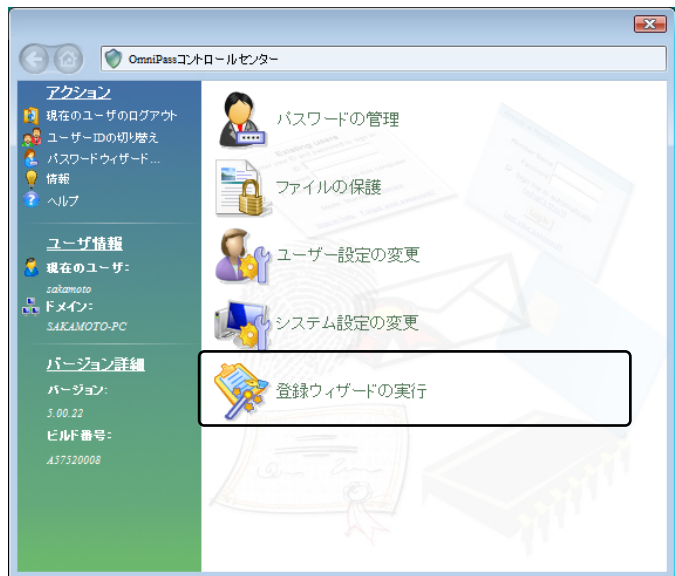 OmniPassコントロールセンター
アクション
現在のユーザのログアウト
ユーザーIDの切り替え
パスワードウィザード...
情報
ヘルプ
ユーザ情報
現在のユーザ:
sakamoto
ドメイン:
SAKAMOTO-PC
バージョン詳細
バージョン:
5.00.22
ビルド番号:
A57520008
パスワードの管理
ファイルの保護
ユーザー設定の変更
システム設定の変更
登録ウィザードの実行